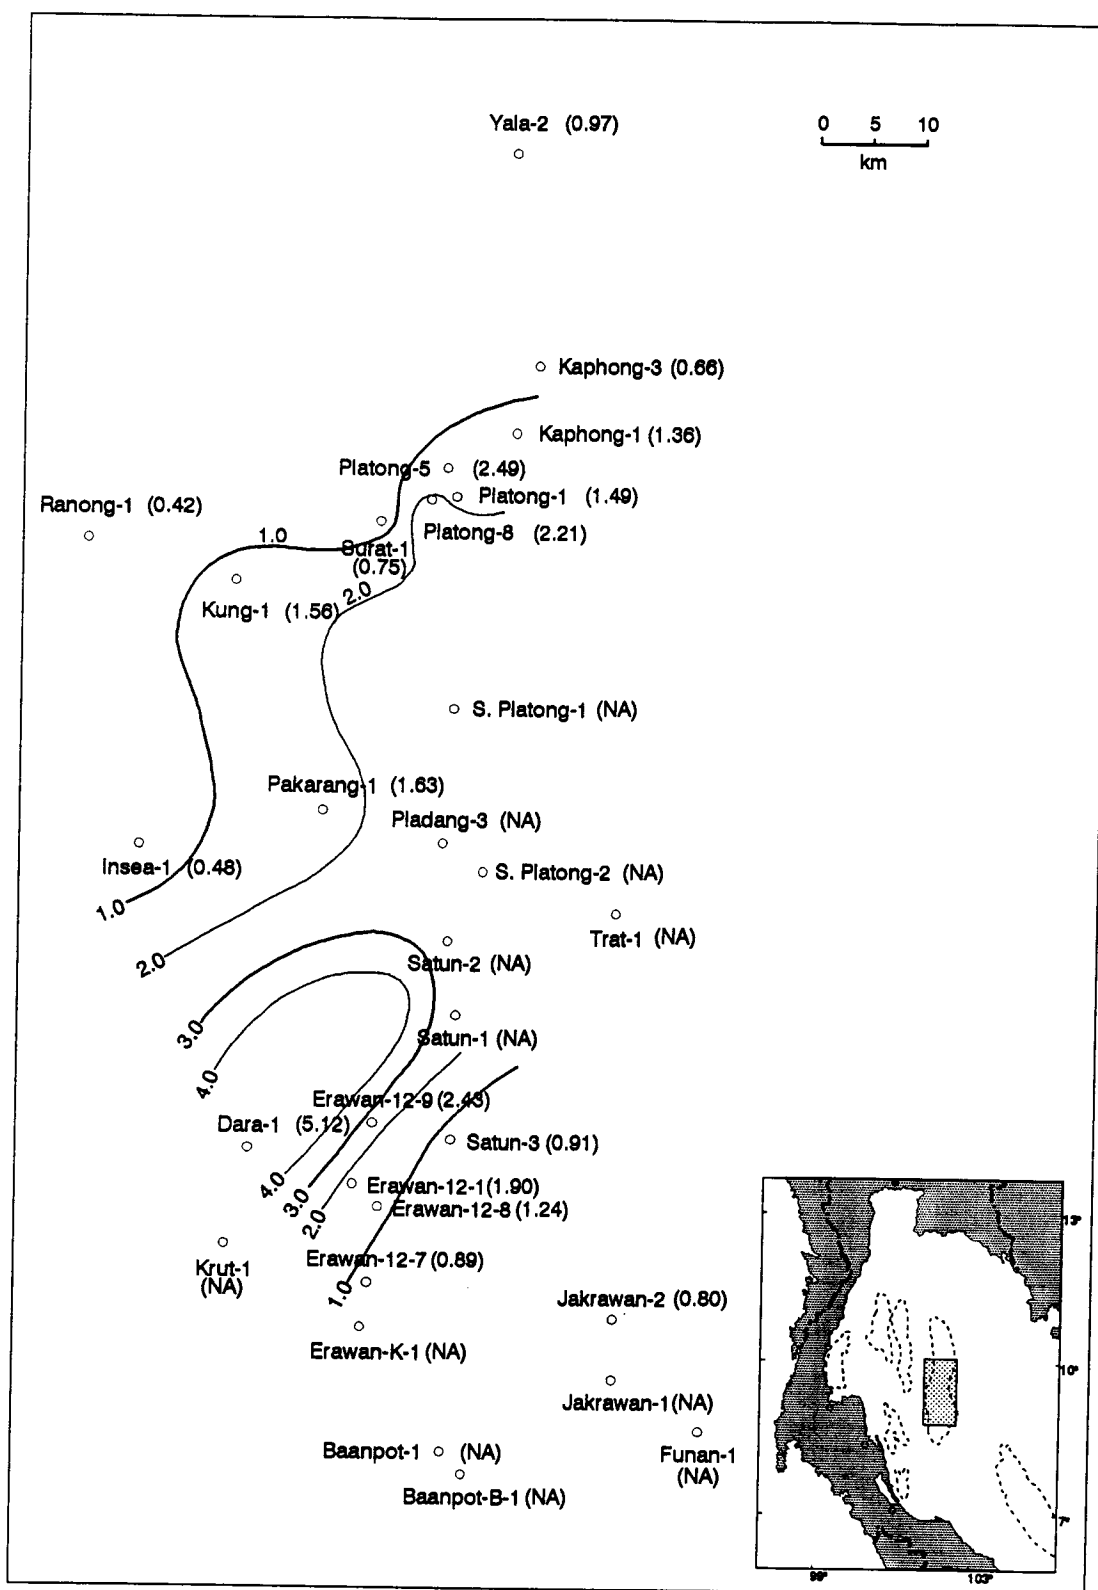 Yala-2 (0.97)
0 5 10
km
Kaphong-3 (0.66)
Kaphong-1 (1.36)
Platong-5 (2.49)
Platong-1 (1.49)
Ranong-1 (0.42)
Platong-8 (2.21)
1.0
Surat-1
(0.75)
2.0
Kung-1 (1.56)
S. Platong-1 (NA)
Pakarang-1 (1.63)
Pladang-3 (NA)
Insea-1 (0.48)
S. Platong-2 (NA)
1.0
Trat-1 (NA)
2.0
Satun-2 (NA)
3.0
Satun-1 (NA)
4.0
Erawan-12-9 (2.43)
Dara-1 (5.12)
Satun-3 (0.91)
4.0
Erawan-12-1 (1.90)
3.0
Erawan-12-8 (1.24)
2.0
13°
Erawan-12-7 (0.89)
Krut-1
(NA)
1.0
Jakrawan-2 (0.80)
Erawan-K-1 (NA)
10°
Jakrawan-1 (NA)
Baanpot-1 (NA)
Funan-1
(NA)
Baanpot-B-1 (NA)
7°
99°
103°